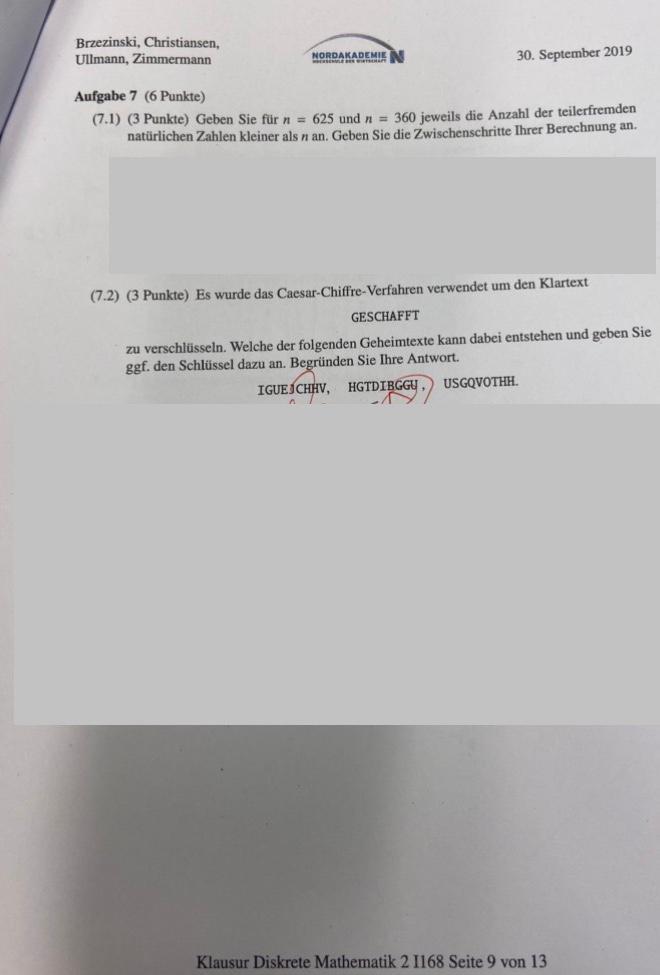 Brzezinski, Christiansen,
Ullmann, Zimmermann
NORDAKADEMIE N
HOCHSCHULE DER WIRTSCHAFT
30. September 2019
Aufgabe 7 (6 Punkte)
(7.1) (3 Punkte) Geben Sie für n = 625 und n = 360 jeweils die Anzahl der teilerfremden
natürlichen Zahlen kleiner als n an. Geben Sie die Zwischenschritte Ihrer Berechnung an.
(7.2) (3 Punkte) Es wurde das Caesar-Chiffre-Verfahren verwendet um den Klartext
GESCHAFFT
zu verschlüsseln. Welche der folgenden Geheimtexte kann dabei entstehen und geben Sie
ggf. den Schlüssel dazu an. Begründen Sie Ihre Antwort.
IGUEJCHHV, HGTDIBGGU, USGQVOTHH.
Klausur Diskrete Mathematik 2 I168 Seite 9 von 13